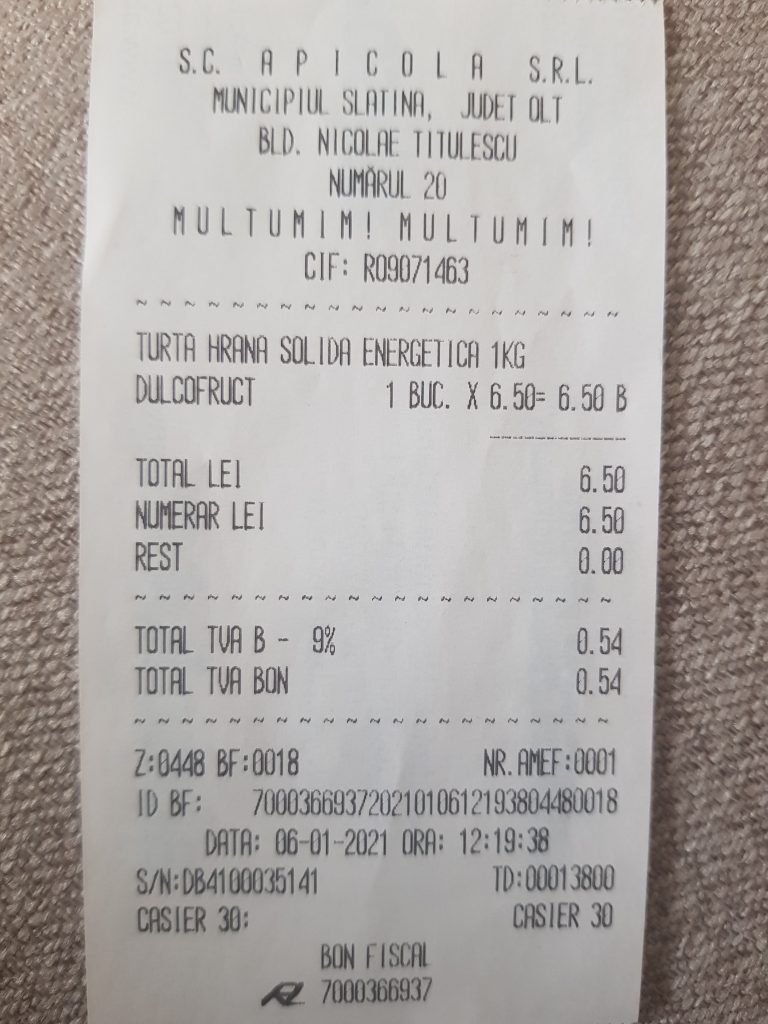 S.C. A P I C O L A S.R.L.
MUNICIPIUL SLATINA, JUDET OLT
BLD. NICOLAE TITULESCU
NUMĂRUL 20
M U L T U M I M ! M U L T U M I M !
CIF: RO9071463
~ ~ ~ ~ ~ ~ ~ ~ ~ ~ ~ ~ ~ ~ ~ ~ ~ ~ ~ ~ ~
TURTA HRANA SOLIDA ENERGETICA 1KG
DULCOFRUCT 1 BUC. X 6.50= 6.50 B
TOTAL LEI 6.50
NUMERAR LEI 6.50
REST 0.00
~ ~ ~ ~ ~ ~ ~ ~ ~ ~ ~ ~ ~ ~ ~ ~ ~ ~ ~ ~ ~
TOTAL TVA B - 9% 0.54
TOTAL TVA BON 0.54
~ ~ ~ ~ ~ ~ ~ ~ ~ ~ ~ ~ ~ ~ ~ ~ ~ ~ ~ ~ ~
Z:0448 BF:0018 NR.AMEF:0001
ID BF: 70003669372021010612193804480018
DATA: 06-01-2021 ORA: 12:19:38
S/N:DB4100035141 TD:00013800
CASIER 30: CASIER 30
BON FISCAL
7000366937